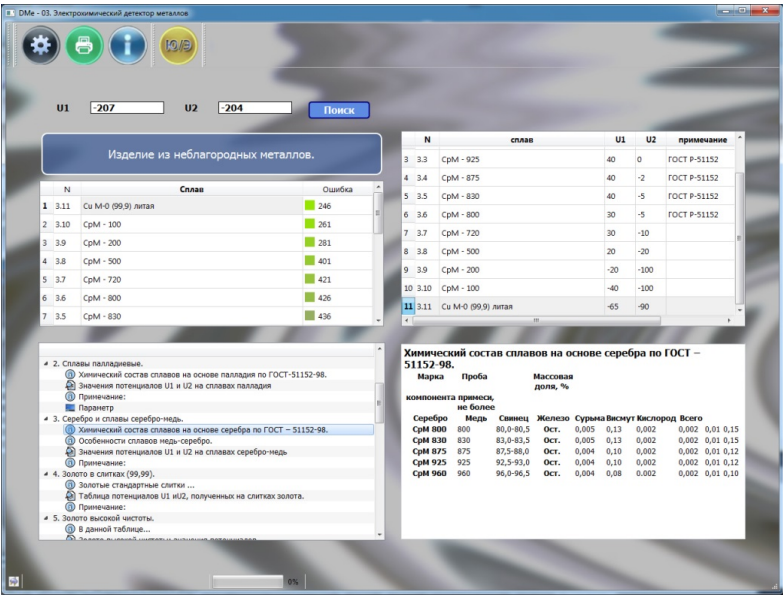 DMe - 03. Электрохимический детектор металлов
Ю/Э
U1 -207 U2 -204 Поиск
Изделие из неблагородных металлов.
N Сплав Ошибка
1 3.11 Cu М-0 (99,9) литая 246
2 3.10 СрМ - 100 261
3 3.9 СрМ - 200 281
4 3.8 СрМ - 500 401
5 3.7 СрМ - 720 421
6 3.6 СрМ - 800 426
7 3.5 СрМ - 830 436
N сплав U1 U2 примечание
3 3.3 СрМ - 925 40 0 ГОСТ Р-51152
4 3.4 СрМ - 875 40 -2 ГОСТ Р-51152
5 3.5 СрМ - 830 40 -5 ГОСТ Р-51152
6 3.6 СрМ - 800 30 -5 ГОСТ Р-51152
7 3.7 СрМ - 720 30 -10
8 3.8 СрМ - 500 20 -20
9 3.9 СрМ - 200 -20 -100
10 3.10 СрМ - 100 -40 -100
11 3.11 Cu М-0 (99,9) литая -65 -90
2. Сплавы палладиевые.
Химический состав сплавов на основе палладия по ГОСТ-51152-98.
Значения потенциалов U1 и U2 на сплавах палладия
Примечание:
Параметр
3. Серебро и сплавы серебро-медь.
Химический состав сплавов на основе серебра по ГОСТ – 51152-98.
Особенности сплавов медь-серебро.
Значения потенциалов U1 и U2 на сплавах серебро-медь
Примечание:
4. Золото в слитках (99,99).
Золотые стандартные слитки ...
Таблица потенциалов U1 иU2, полученных на слитках золота.
Примечание:
5. Золото высокой чистоты.
В данной таблице...
Золото высокой чистоты и значения потенциалов
Химический состав сплавов на основе серебра по ГОСТ –
51152-98.
Марка Проба Массовая
доля, %
компонента примеси,
не более
Серебро Медь Свинец Железо Сурьма Висмут Кислород Всего
СрМ 800 800 80,0-80,5 Ост. 0,005 0,13 0,002 0,002 0,01 0,15
СрМ 830 830 83,0-83,5 Ост. 0,005 0,13 0,002 0,002 0,01 0,15
СрМ 875 875 87,5-88,0 Ост. 0,004 0,10 0,002 0,002 0,01 0,12
СрМ 925 925 92,5-93,0 Ост. 0,004 0,10 0,002 0,002 0,01 0,12
СрМ 960 960 96,0-96,5 Ост. 0,004 0,08 0,002 0,002 0,01 0,10
0%